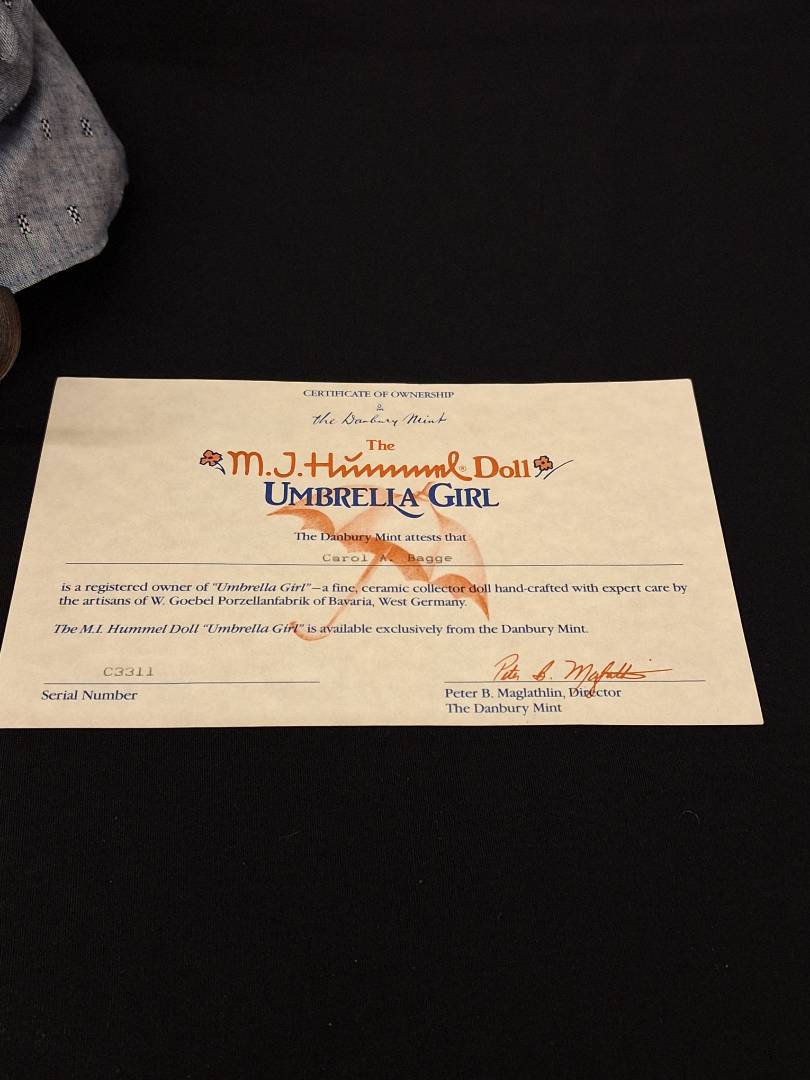 CERTIFICATE OF OWNERSHIP
The Danbury Mint
The
M.J. Hummel® Doll
UMBRELLA GIRL
The Danbury Mint attests that
Carol A. Bagge
is a registered owner of "Umbrella Girl"—a fine, ceramic collector doll hand-crafted with expert care by
the artisans of W. Goebel Porzellanfabrik of Bavaria, West Germany.
The M.I. Hummel Doll "Umbrella Girl" is available exclusively from the Danbury Mint.
C3311
Serial Number
Peter B. Maglathlin
Peter B. Maglathlin, Director
The Danbury Mint